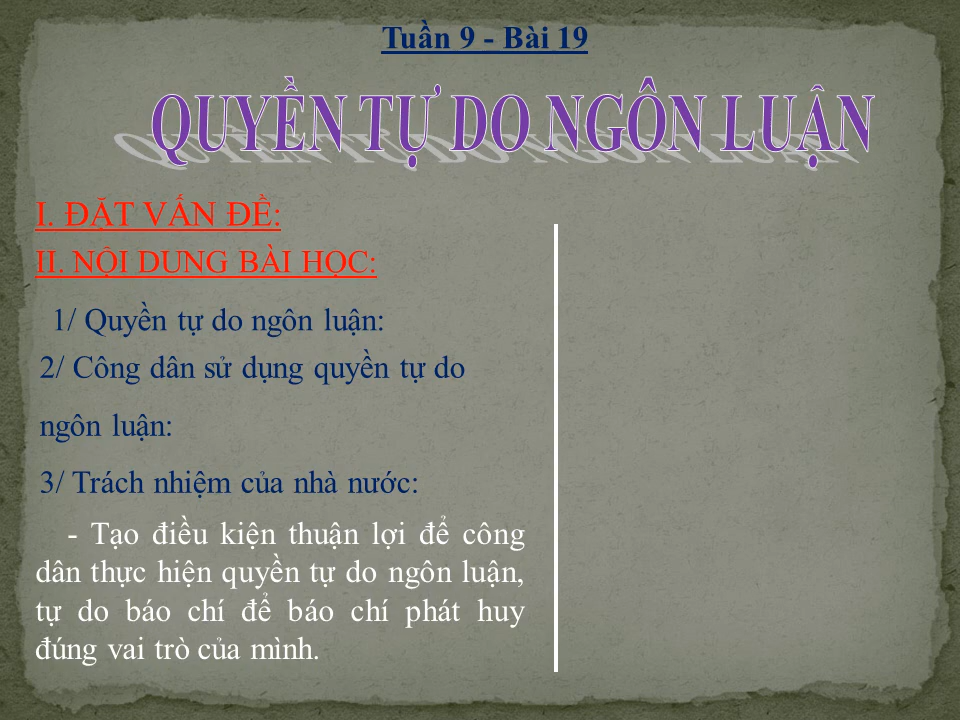 Tuần 9 - Bài 19
QUYỀN TỰ DO NGÔN LUẬN
I. ĐẶT VẤN ĐỀ:
II. NỘI DUNG BÀI HỌC:
1/ Quyền tự do ngôn luận:
2/ Công dân sử dụng quyền tự do
ngôn luận:
3/ Trách nhiệm của nhà nước:
- Tạo điều kiện thuận lợi để công
dân thực hiện quyền tự do ngôn luận,
tự do báo chí để báo chí phát huy
đúng vai trò của mình.